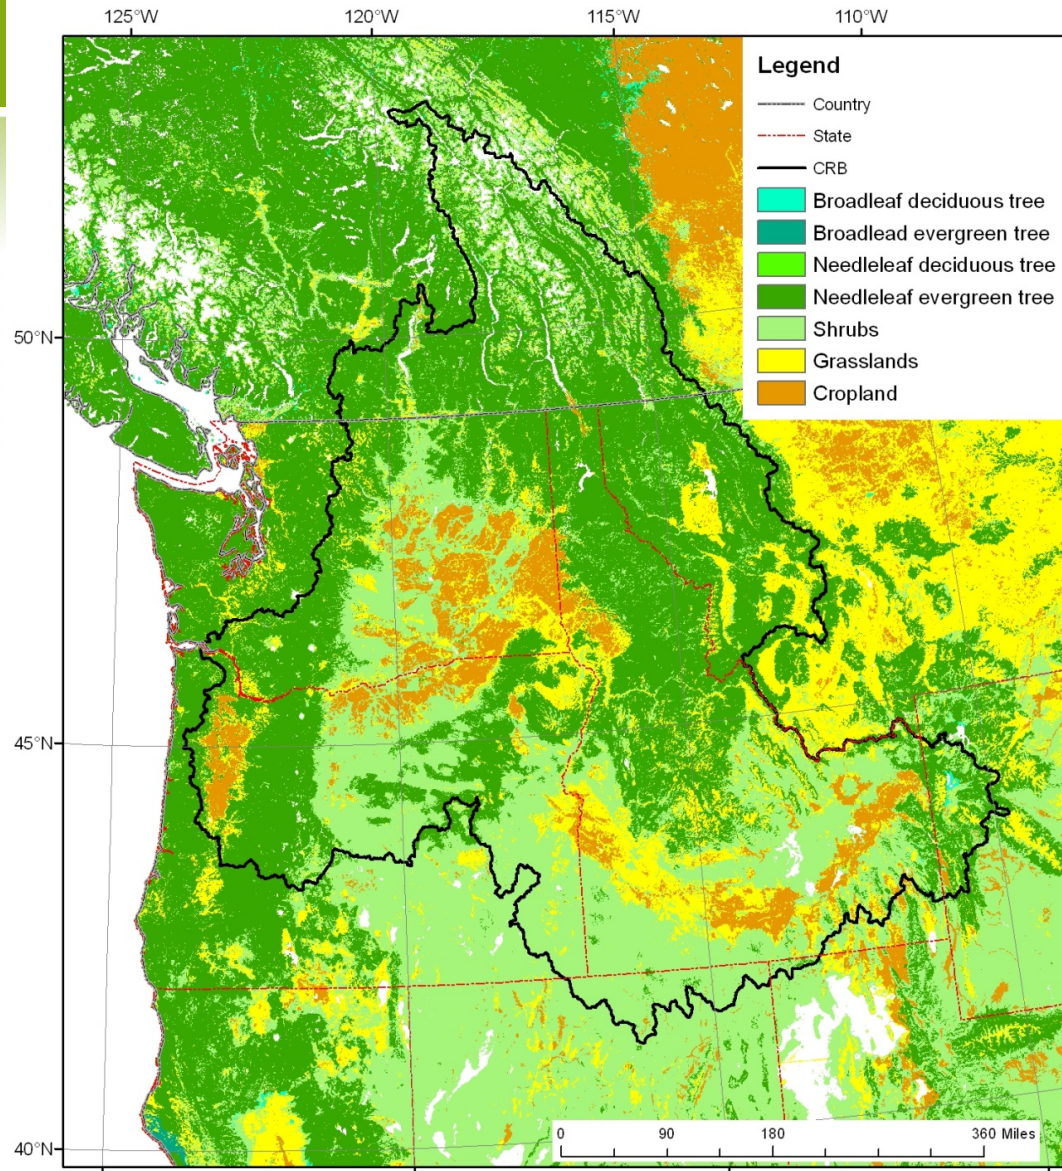 125°W 120°W 115°W 110°W
Legend
Country
State
CRB
Broadleaf deciduous tree
Broadlead evergreen tree
Needleleaf deciduous tree
Needleleaf evergreen tree
Shrubs
Grasslands
Cropland
50°N
45°N
40°N
0 90 180 360 Miles